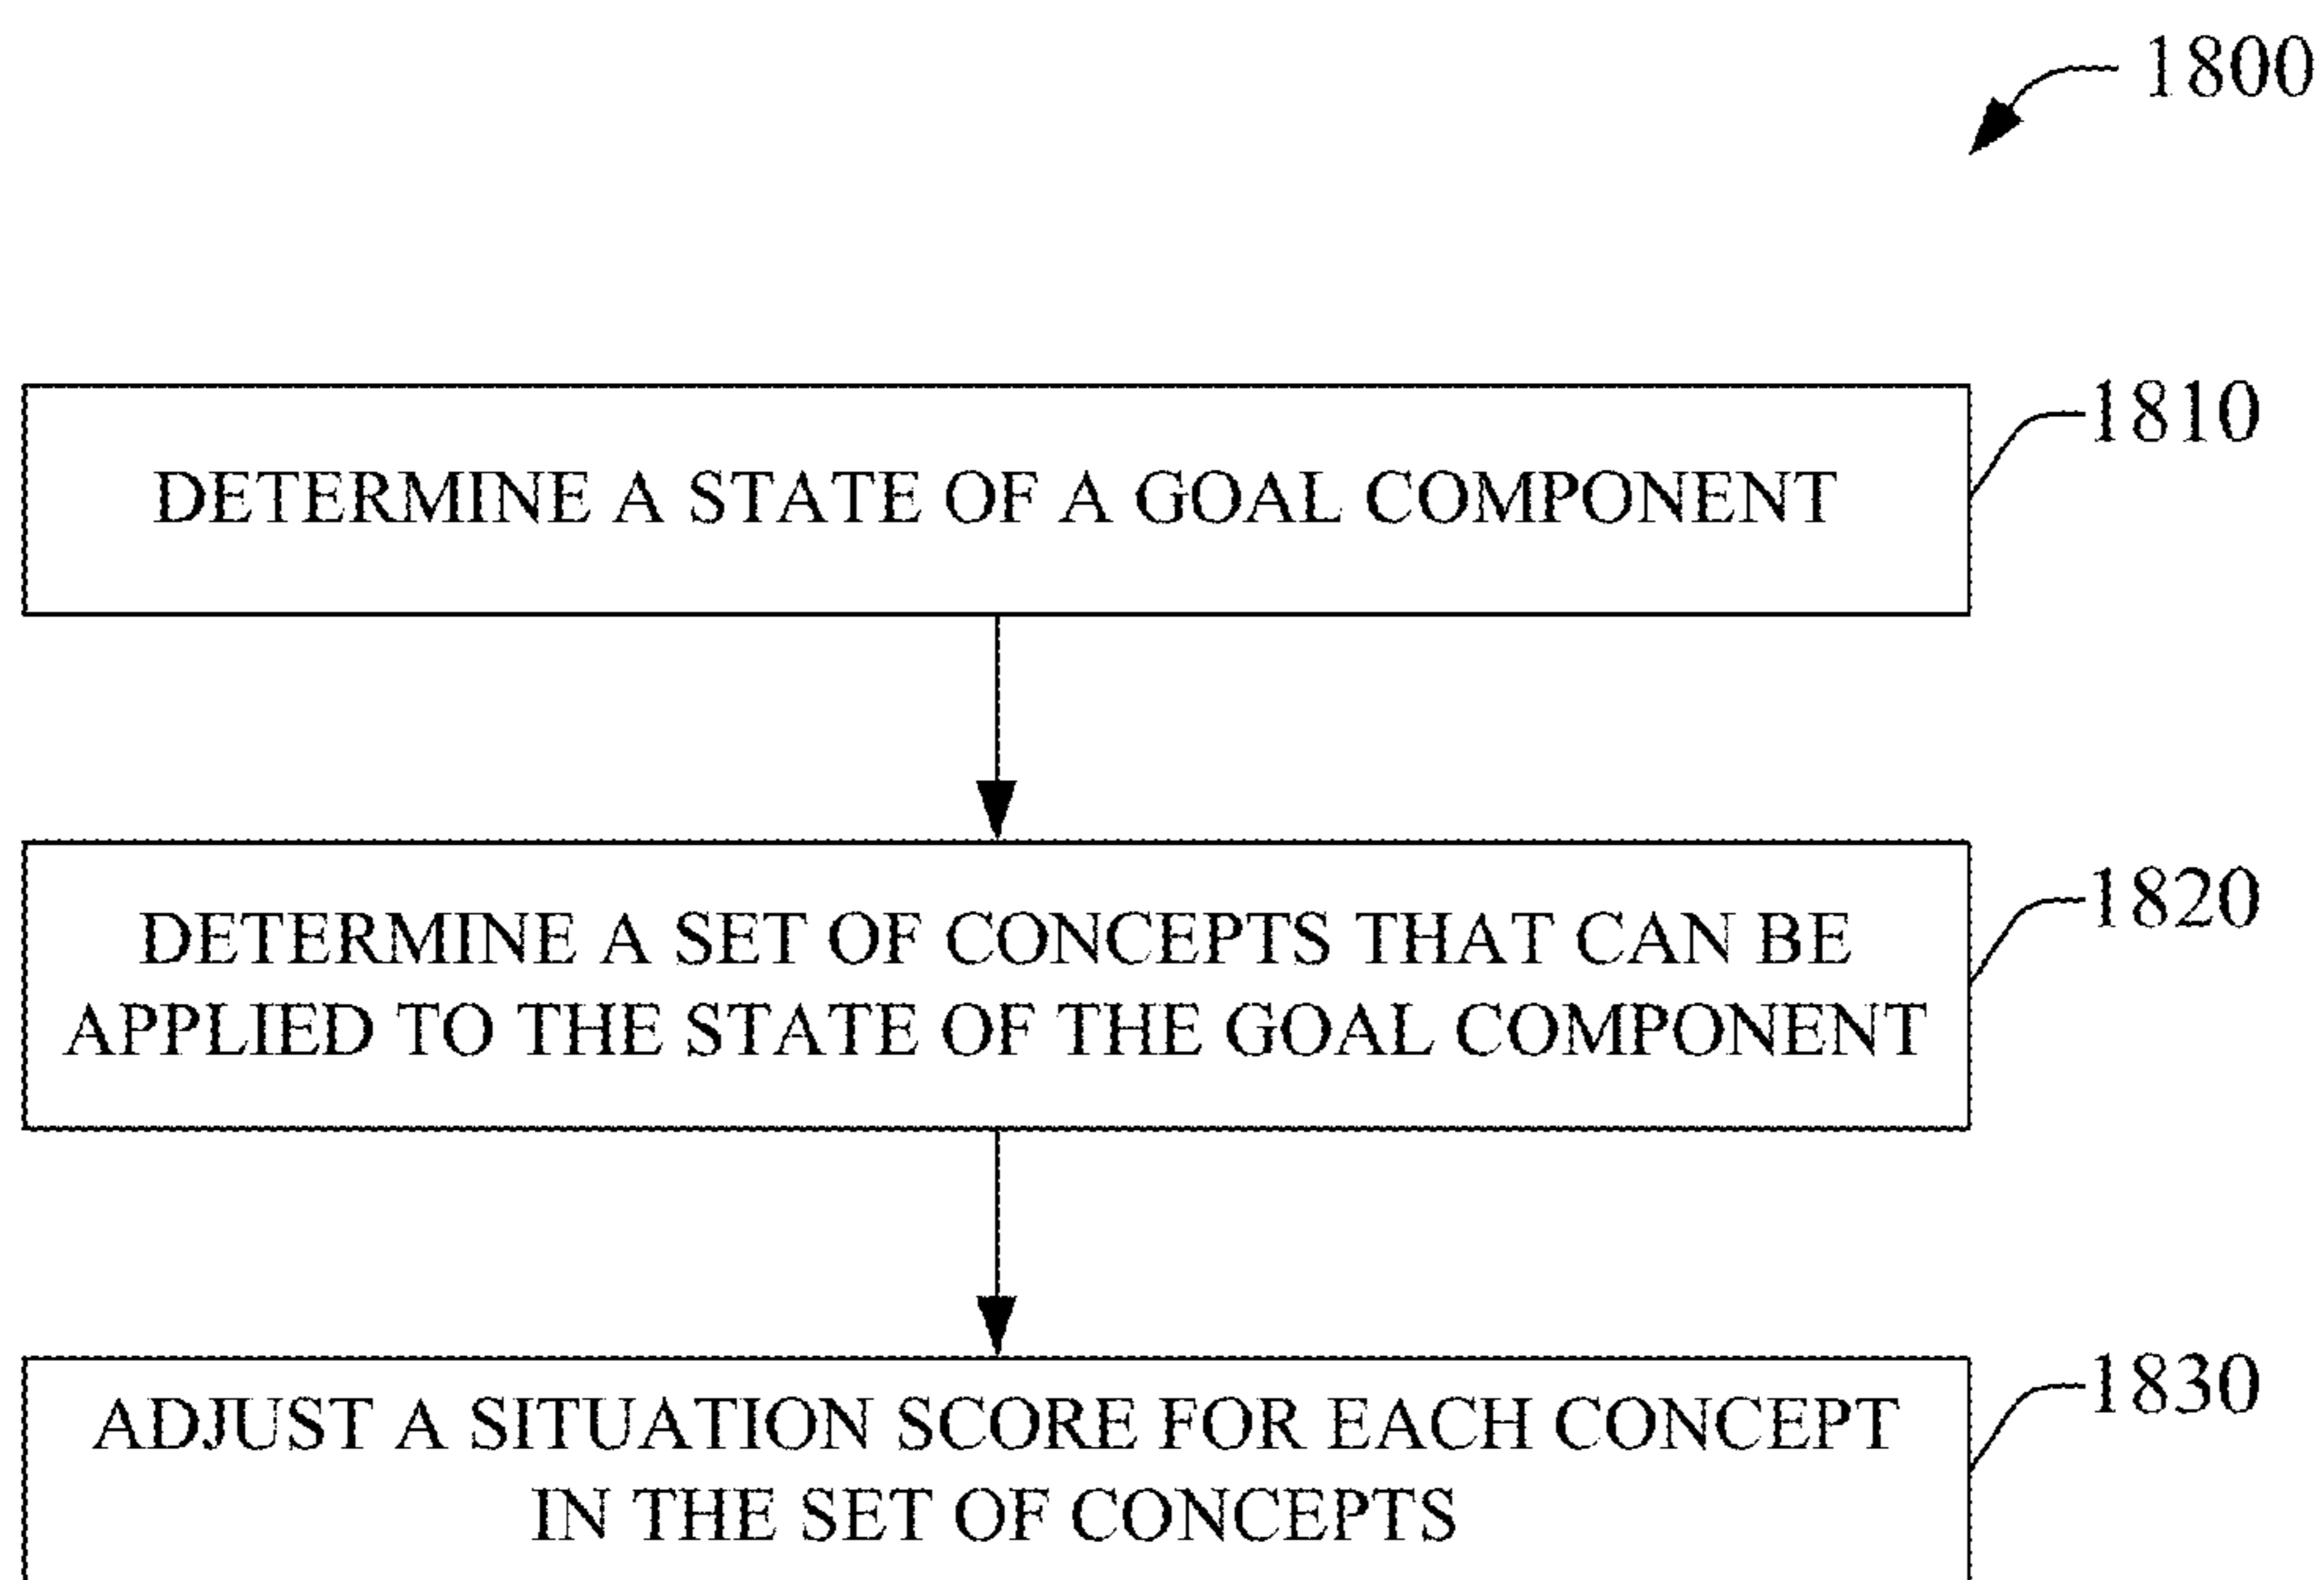 1800
1810
DETERMINE A STATE OF A GOAL COMPONENT
1820
DETERMINE A SET OF CONCEPTS THAT CAN BE
APPLIED TO THE STATE OF THE GOAL COMPONENT
1830
ADJUST A SITUATION SCORE FOR EACH CONCEPT
IN THE SET OF CONCEPTS